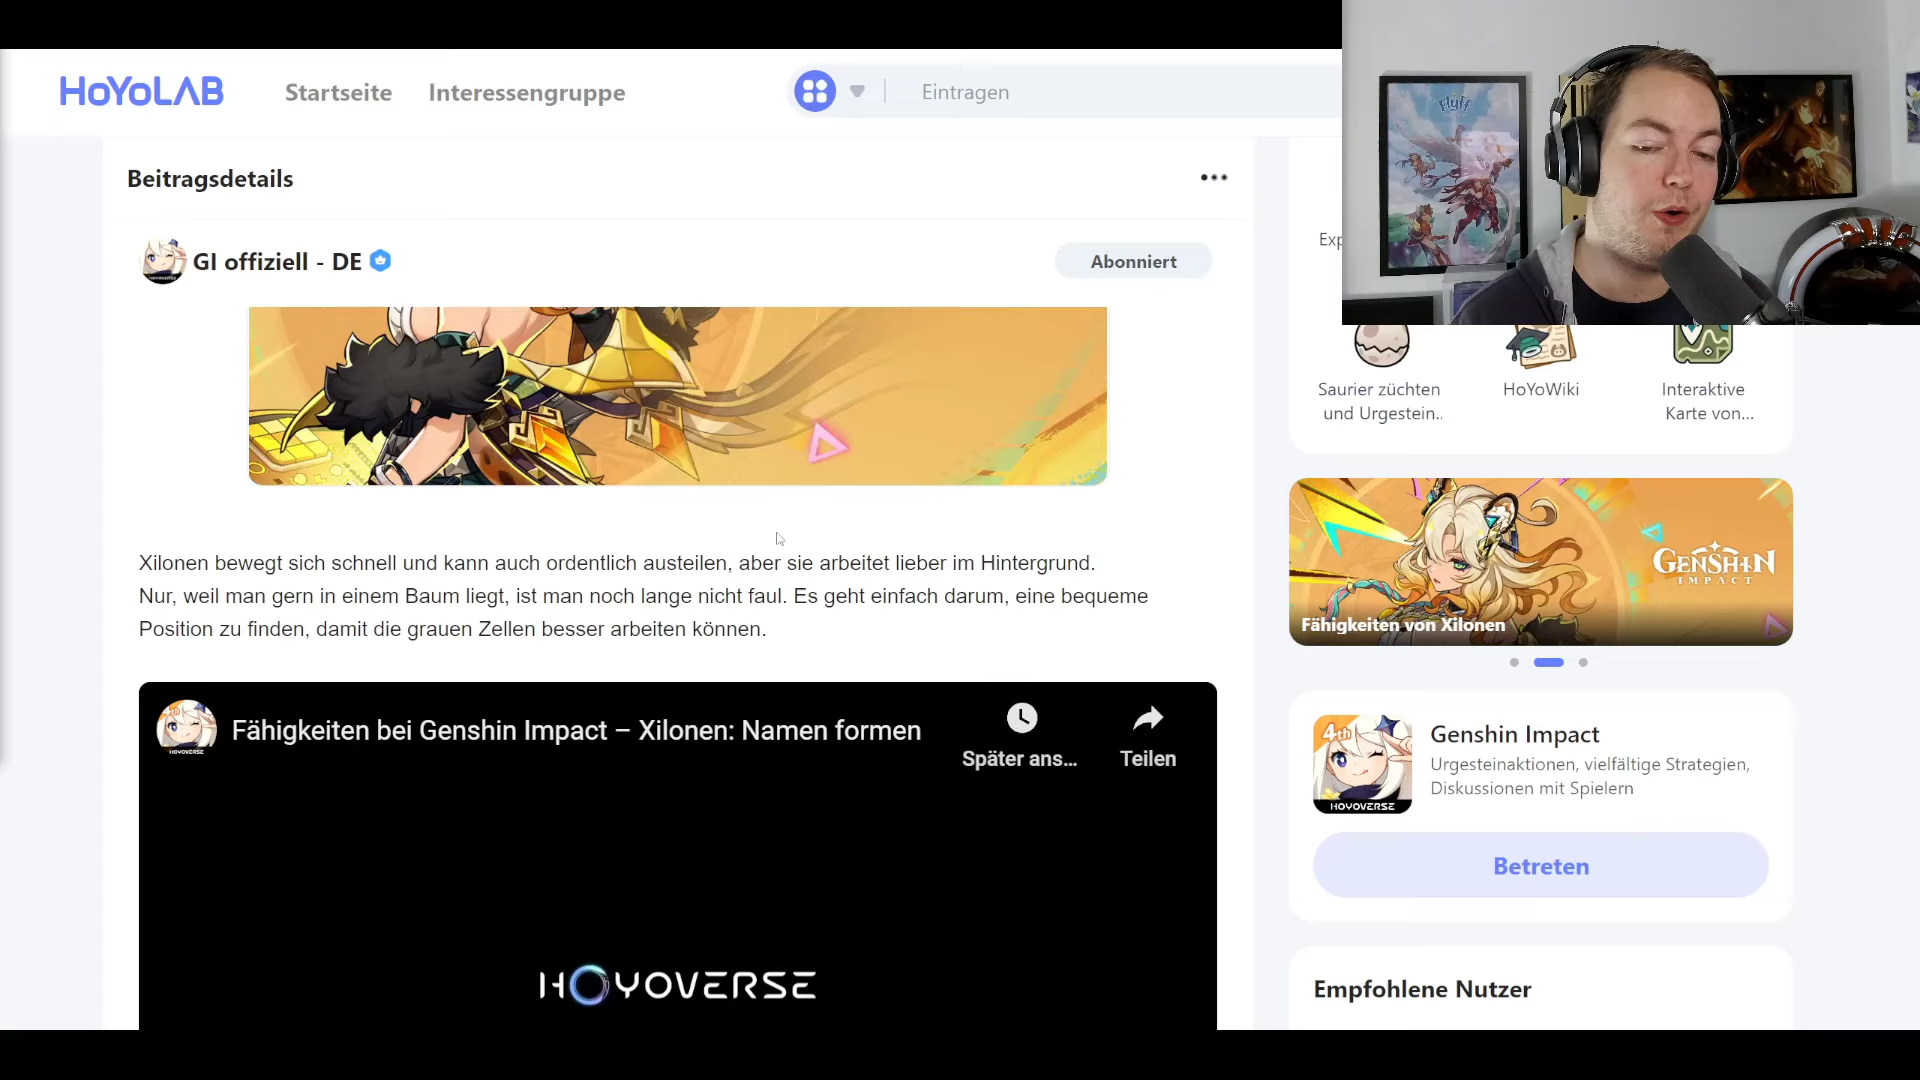 HoYoLAB
Startseite
Interessengruppe
Eintragen
Flyff
Beitragsdetails
GI offiziell - DE
Abonniert
Exp
Saurier züchten
und Urgestein..
HoYoWiki
Interaktive
Karte von...
Xilonen bewegt sich schnell und kann auch ordentlich austeilen, aber sie arbeitet lieber im Hintergrund.
Nur, weil man gern in einem Baum liegt, ist man noch lange nicht faul. Es geht einfach darum, eine bequeme
Position zu finden, damit die grauen Zellen besser arbeiten können.
GENSHIN
IMPACT
Fähigkeiten von Xilonen
Fähigkeiten bei Genshin Impact – Xilonen: Namen formen
Später ans...
Teilen
HOYOVERSE
4th
HOYOVERSE
Genshin Impact
Urgesteinaktionen, vielfältige Strategien,
Diskussionen mit Spielern
Betreten
Empfohlene Nutzer